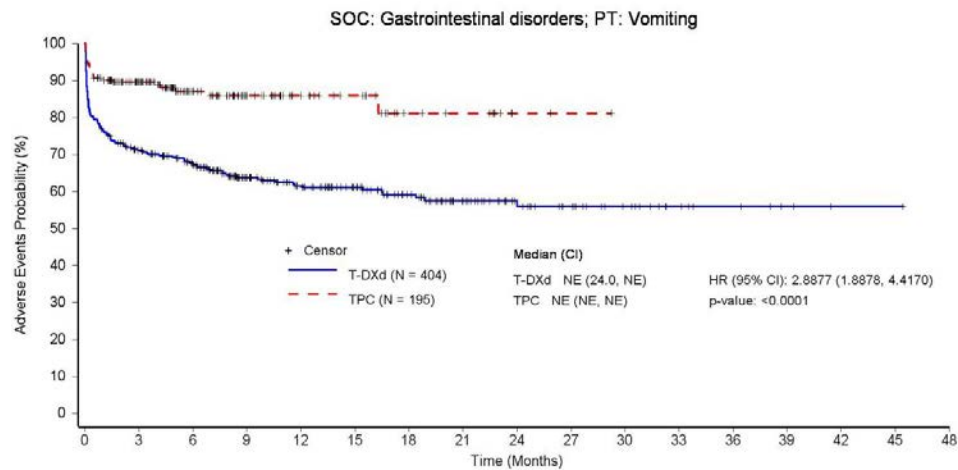 SOC: Gastrointestinal disorders; PT: Vomiting
Adverse Events Probability (%)
100
90
80
70
60
50
40
30
20
10
0
+ Censor
T-DXd (N = 404)
TPC (N = 195)
Median (CI)
T-DXd NE (24.0, NE) HR (95% CI): 2.8877 (1.8878, 4.4170)
TPC NE (NE, NE) p-value: <0.0001
0 3 6 9 12 15 18 21 24 27 30 33 36 39 42 45 48
Time (Months)